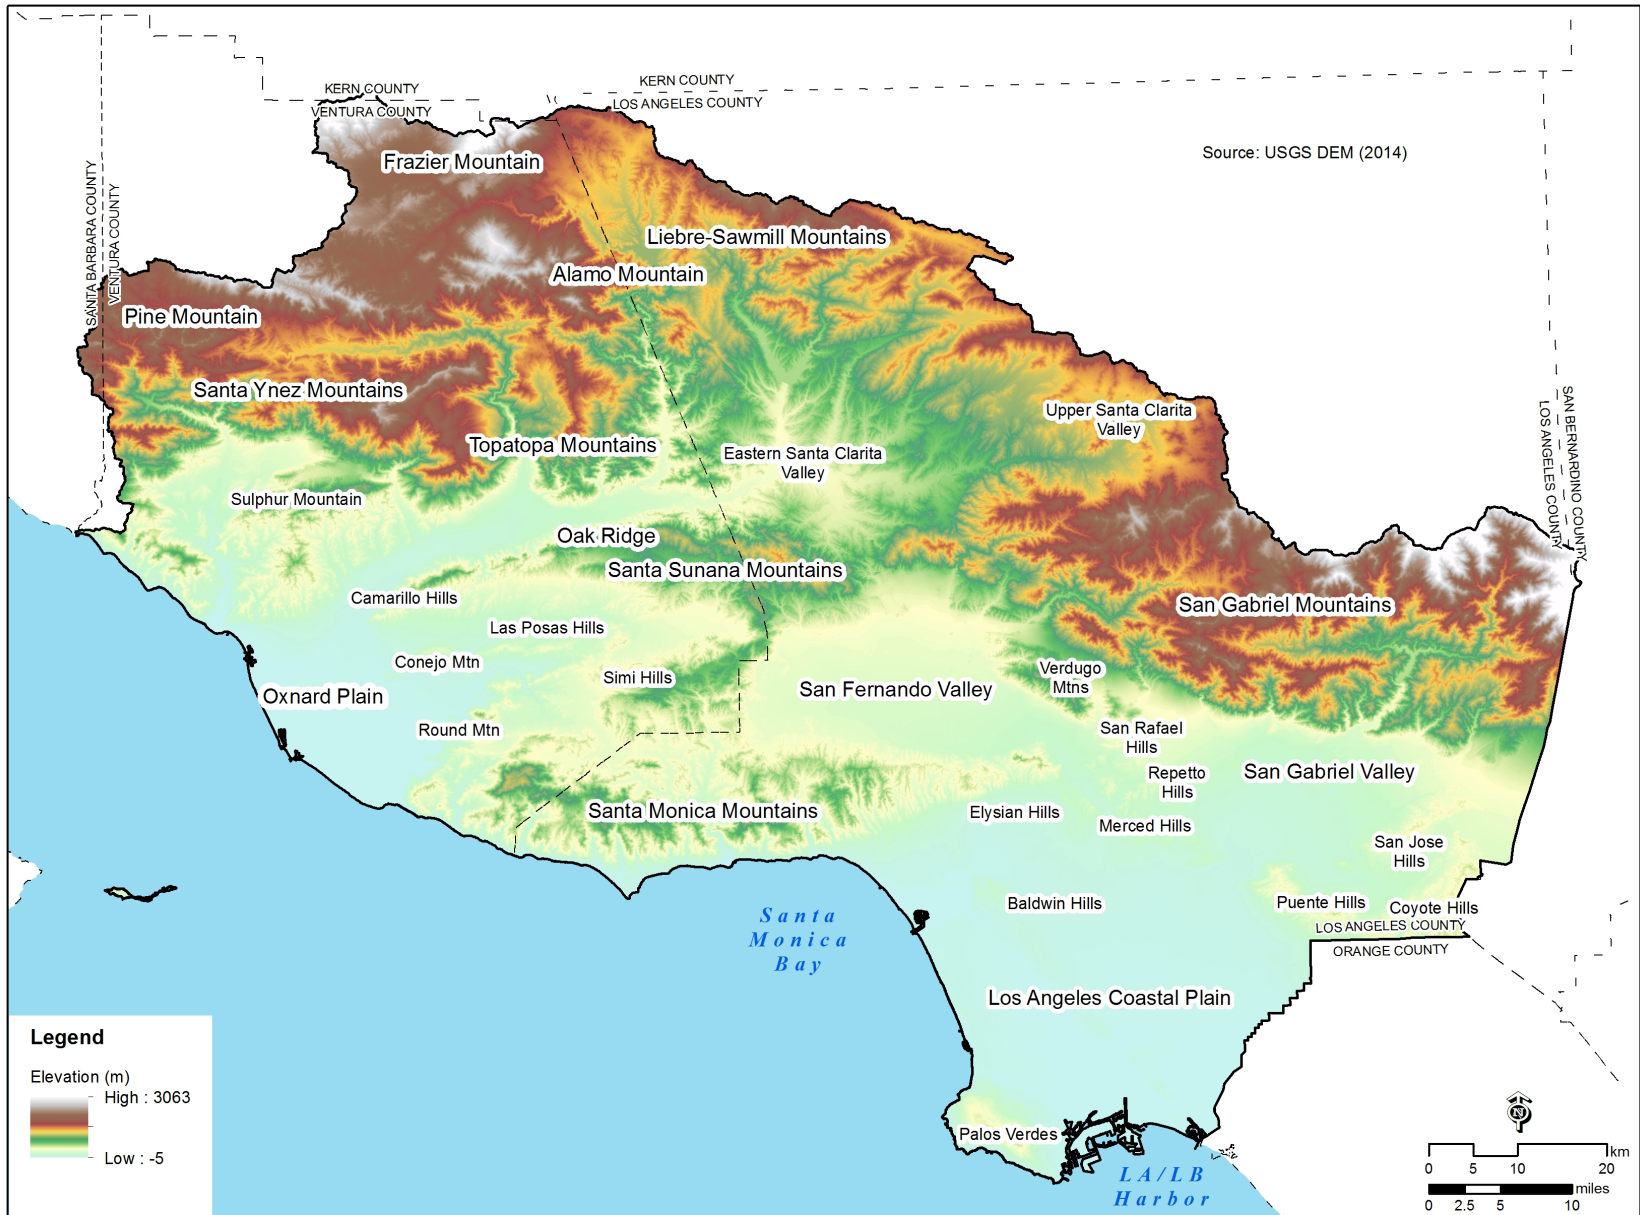 KERN COUNTY
VENTURA COUNTY
KERN COUNTY
LOS ANGELES COUNTY
Source: USGS DEM (2014)
Frazier Mountain
SANTA BARBARA COUNTY
VENTURA COUNTY
Liebre-Sawmill Mountains
Alamo Mountain
Pine Mountain
Santa Ynez Mountains
Upper Santa Clarita
Valley
SAN BERNARDINO COUNTY
LOS ANGELES COUNTY
Topatopa Mountains
Eastern Santa Clarita
Valley
Sulphur Mountain
Oak Ridge
Santa Sunana Mountains
Camarillo Hills
San Gabriel Mountains
Las Posas Hills
Conejo Mtn
Simi Hills
Verdugo
Mtns
Oxnard Plain
San Fernando Valley
Round Mtn
San Rafael
Hills
Repetto
Hills
San Gabriel Valley
Santa Monica Mountains
Elysian Hills
Merced Hills
San Jose
Hills
Baldwin Hills
Puente Hills
Coyote Hills
Santa
Monica
Bay
LOS ANGELES COUNTY
ORANGE COUNTY
Los Angeles Coastal Plain
Legend
Elevation (m)
High : 3063
Low : -5
Palos Verdes
LA/LB
Harbor
N
km
0 5 10 20
miles
0 2.5 5 10